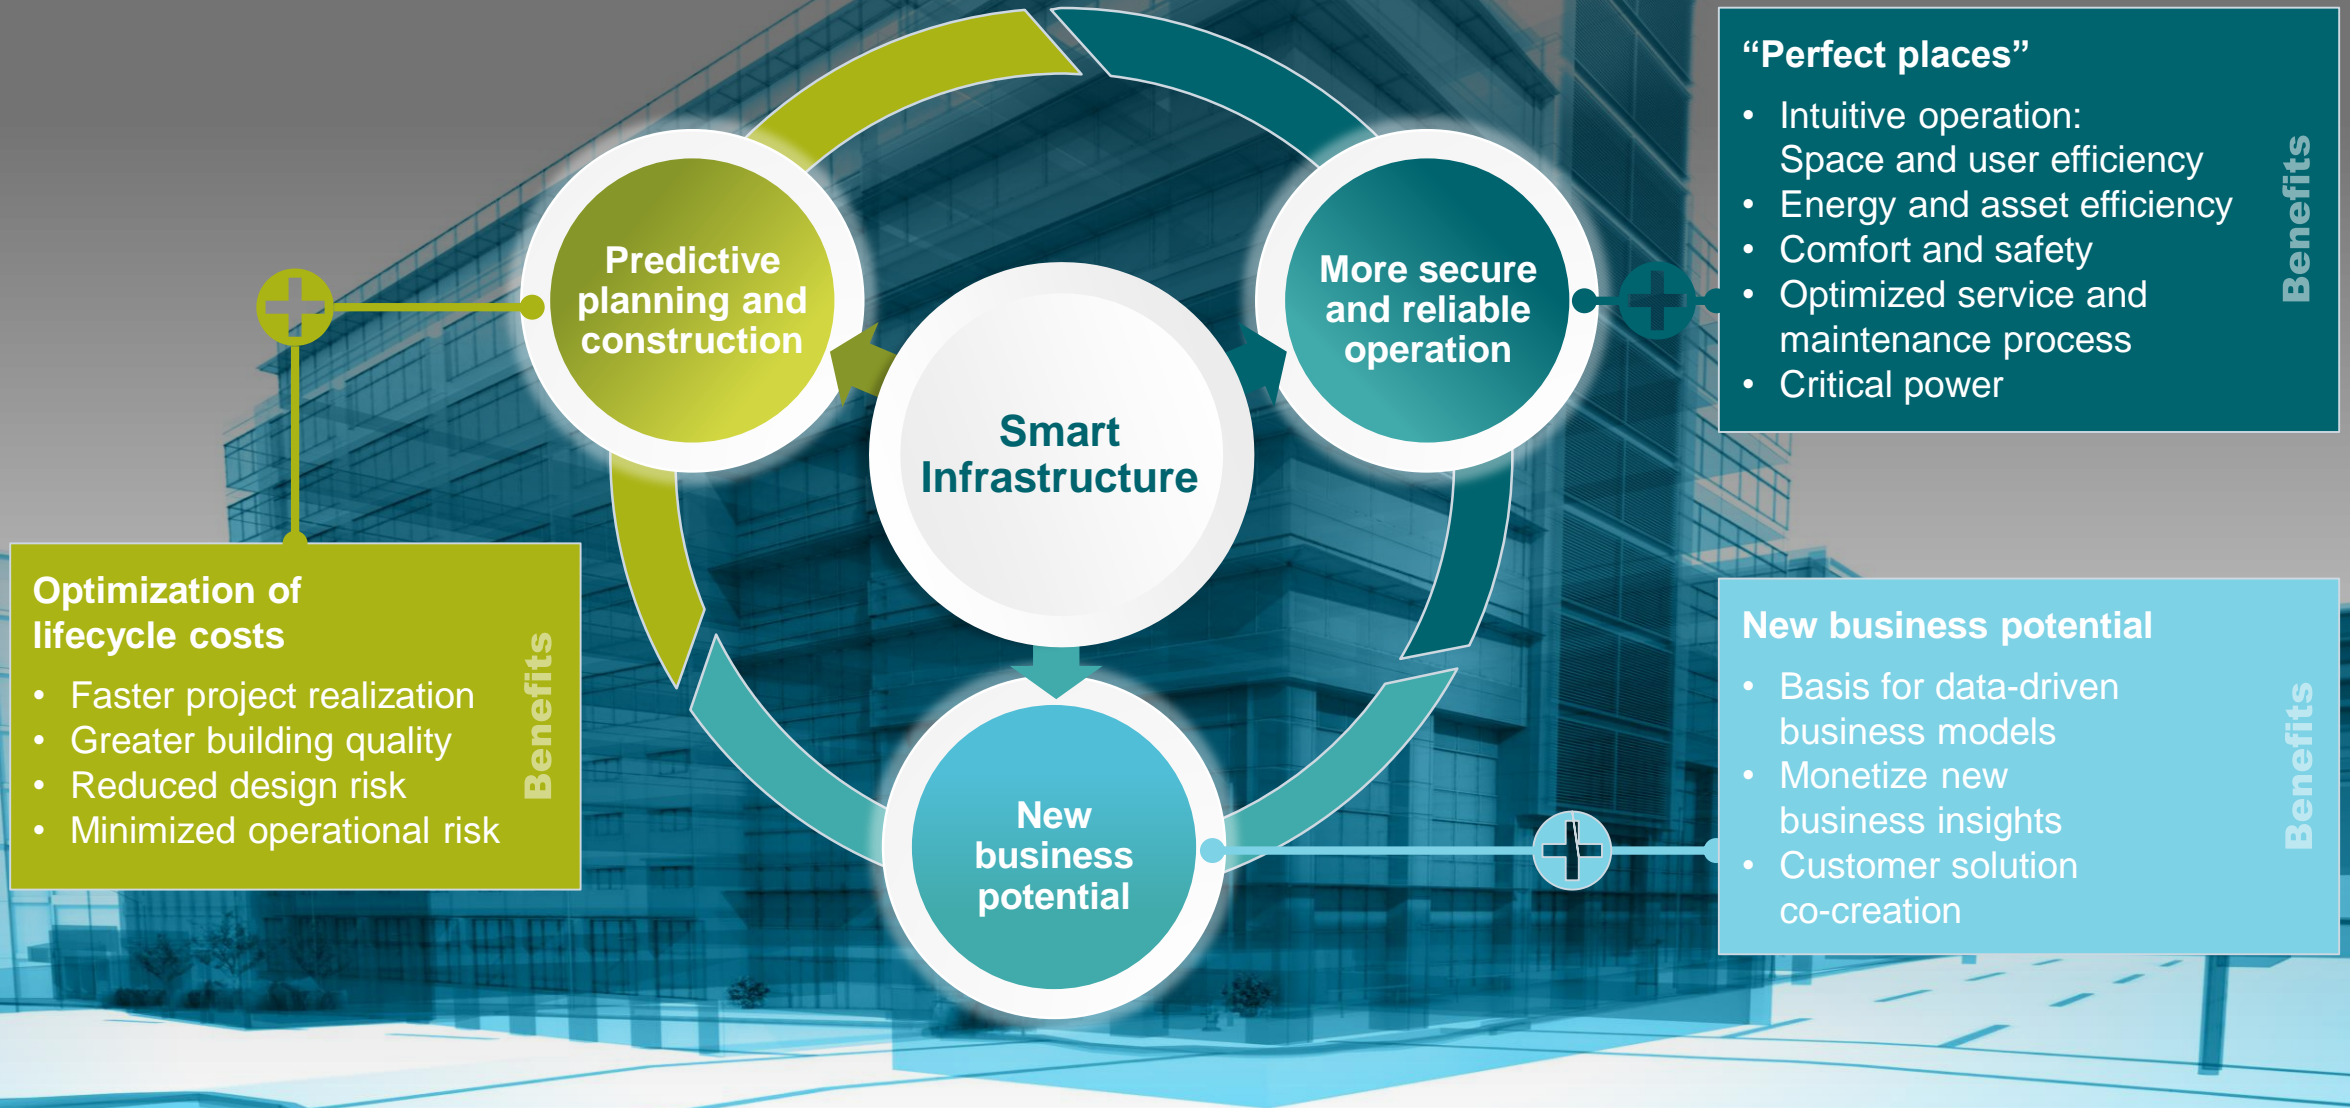 Predictive
planning and
construction
More secure
and reliable
operation
Smart
Infrastructure
New
business
potential
“Perfect places”
• Intuitive operation:
Space and user efficiency
• Energy and asset efficiency
• Comfort and safety
• Optimized service and
maintenance process
• Critical power
Benefits
Optimization of
lifecycle costs
• Faster project realization
• Greater building quality
• Reduced design risk
• Minimized operational risk
Benefits
New business potential
• Basis for data-driven
business models
• Monetize new
business insights
• Customer solution
co-creation
Benefits